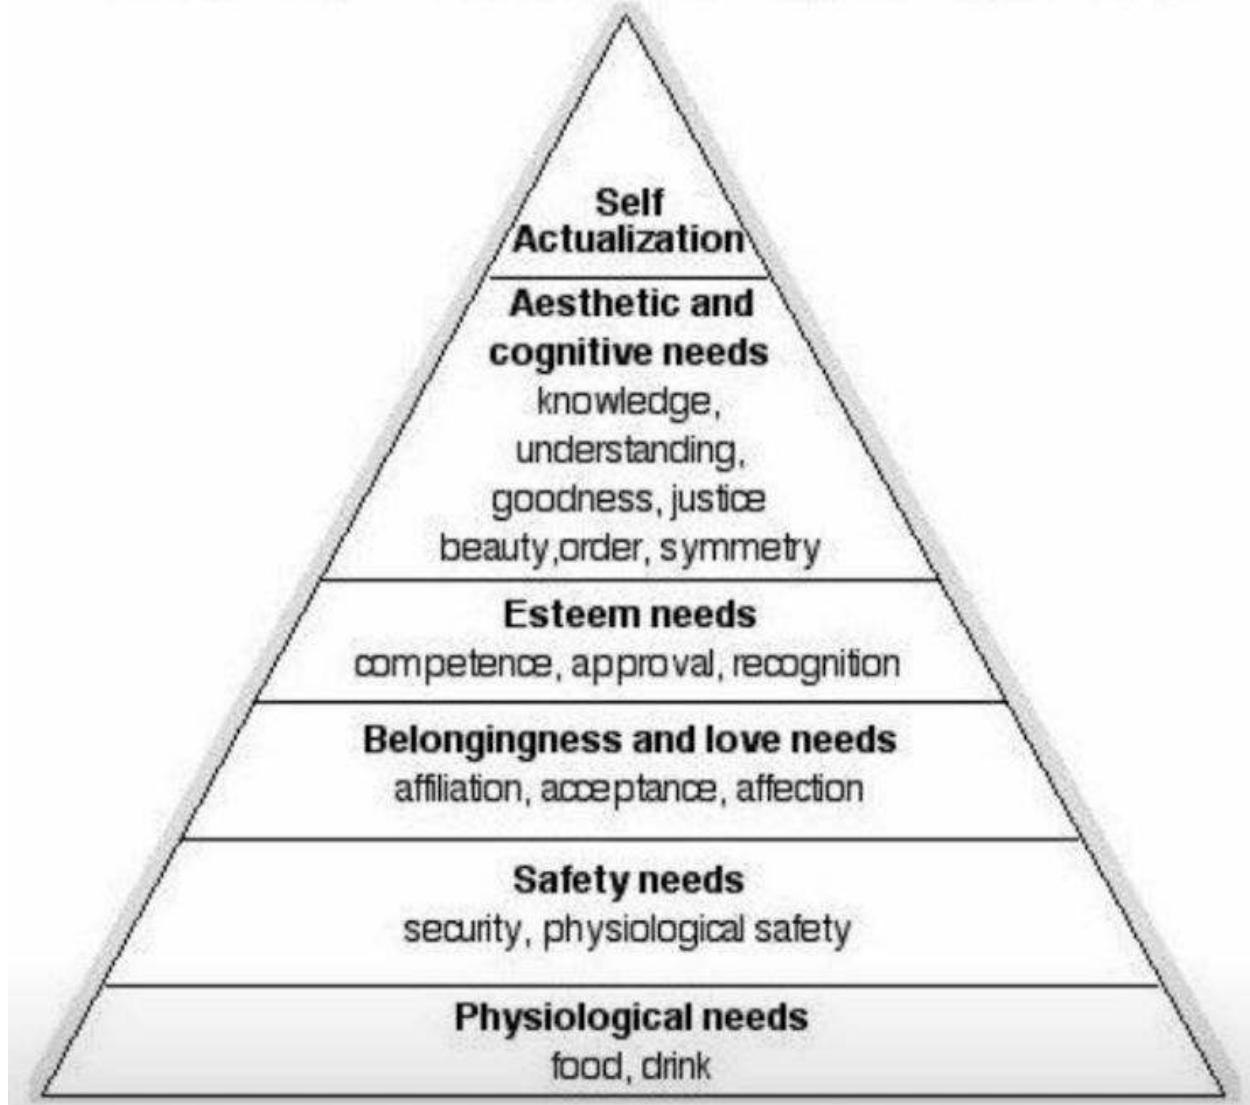 Self
Actualization
Aesthetic and
cognitive needs
knowledge,
understanding,
goodness, justice
beauty,order, symmetry
Esteem needs
competence, approval, recognition
Belongingness and love needs
affiliation, acceptance, affection
Safety needs
security, physiological safety
Physiological needs
food, drink